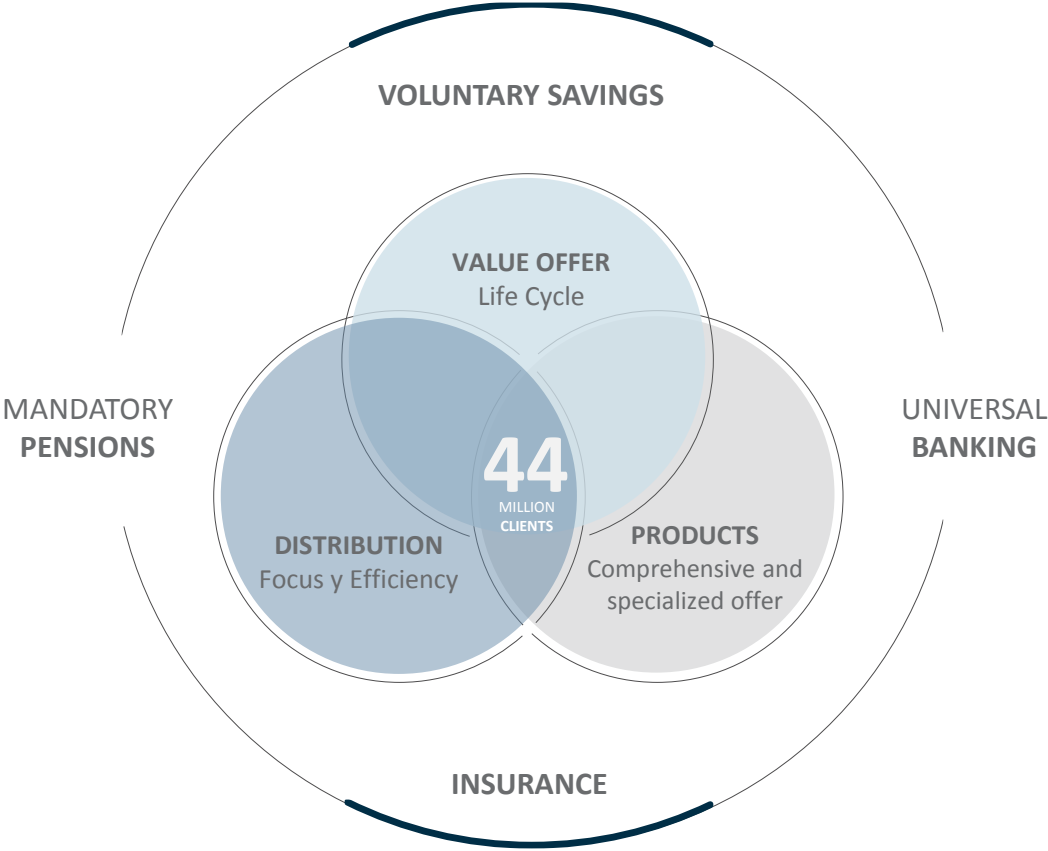 VOLUNTARY SAVINGS
VALUE OFFER
Life Cycle
MANDATORY
PENSIONS
UNIVERSAL
BANKING
44
MILLION
CLIENTS
DISTRIBUTION
Focus y Efficiency
PRODUCTS
Comprehensive and
specialized offer
INSURANCE